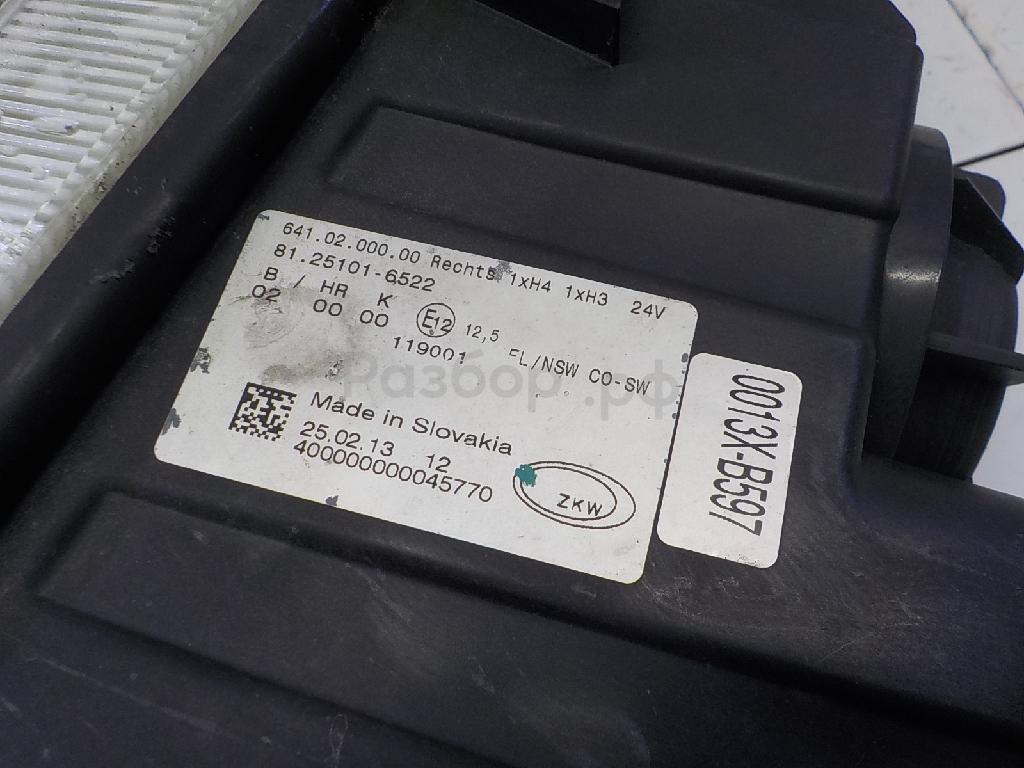 641.02.000.00 Rechts 1xH4 1xH3 24V
81.25101-6522
B / HR K
02 00 00 E12 12,5 FL/NSW CO-SW
119001
Made in Slovakia
25.02.13 12
40000000045770
ZKW
0013X-B597
Разбор.рф